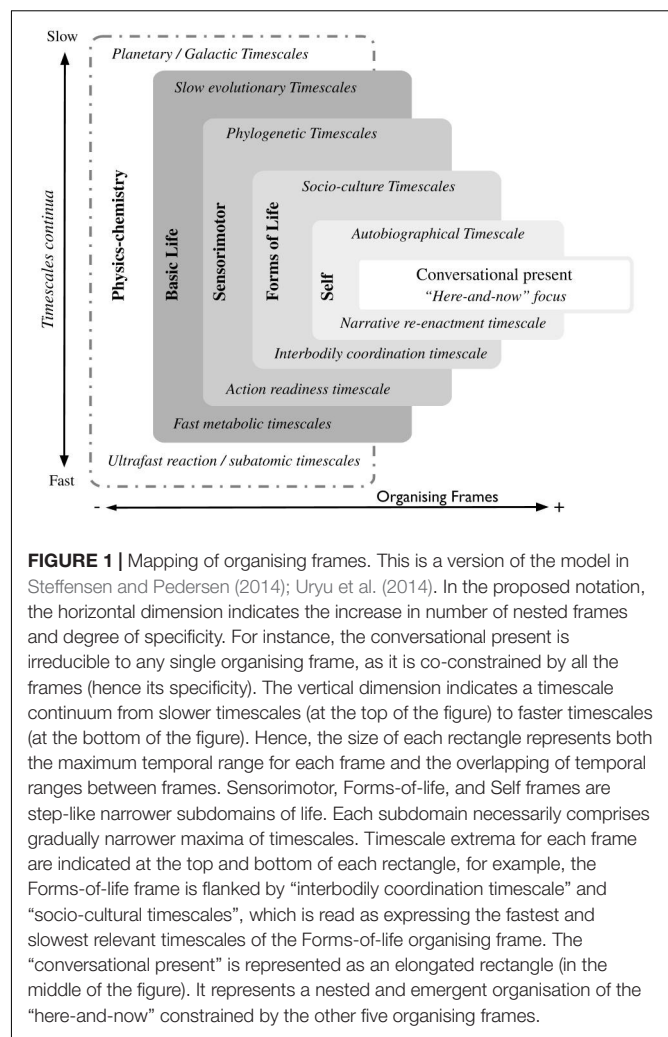 Slow
Planetary / Galactic Timescales
Slow evolutionary Timescales
Phylogenetic Timescales
Socio-culture Timescales
Autobiographical Timescale
Timescales continua
Physics-chemistry
Basic Life
Sensorimotor
Forms of Life
Self
Conversational present
"Here-and-now" focus
Narrative re-enactment timescale
Interbodily coordination timescale
Action readiness timescale
Fast metabolic timescales
Ultrafast reaction / subatomic timescales
Fast
- Organising Frames +
FIGURE 1 | Mapping of organising frames. This is a version of the model in
Steffensen and Pedersen (2014); Uryu et al. (2014). In the proposed notation,
the horizontal dimension indicates the increase in number of nested frames
and degree of specificity. For instance, the conversational present is
irreducible to any single organising frame, as it is co-constrained by all the
frames (hence its specificity). The vertical dimension indicates a timescale
continuum from slower timescales (at the top of the figure) to faster timescales
(at the bottom of the figure). Hence, the size of each rectangle represents both
the maximum temporal range for each frame and the overlapping of temporal
ranges between frames. Sensorimotor, Forms-of-life, and Self frames are
step-like narrower subdomains of life. Each subdomain necessarily comprises
gradually narrower maxima of timescales. Timescale extrema for each frame
are indicated at the top and bottom of each rectangle, for example, the
Forms-of-life frame is flanked by “interbodily coordination timescale” and
“socio-cultural timescales”, which is read as expressing the fastest and
slowest relevant timescales of the Forms-of-life organising frame. The
“conversational present” is represented as an elongated rectangle (in the
middle of the figure). It represents a nested and emergent organisation of the
“here-and-now” constrained by the other five organising frames.